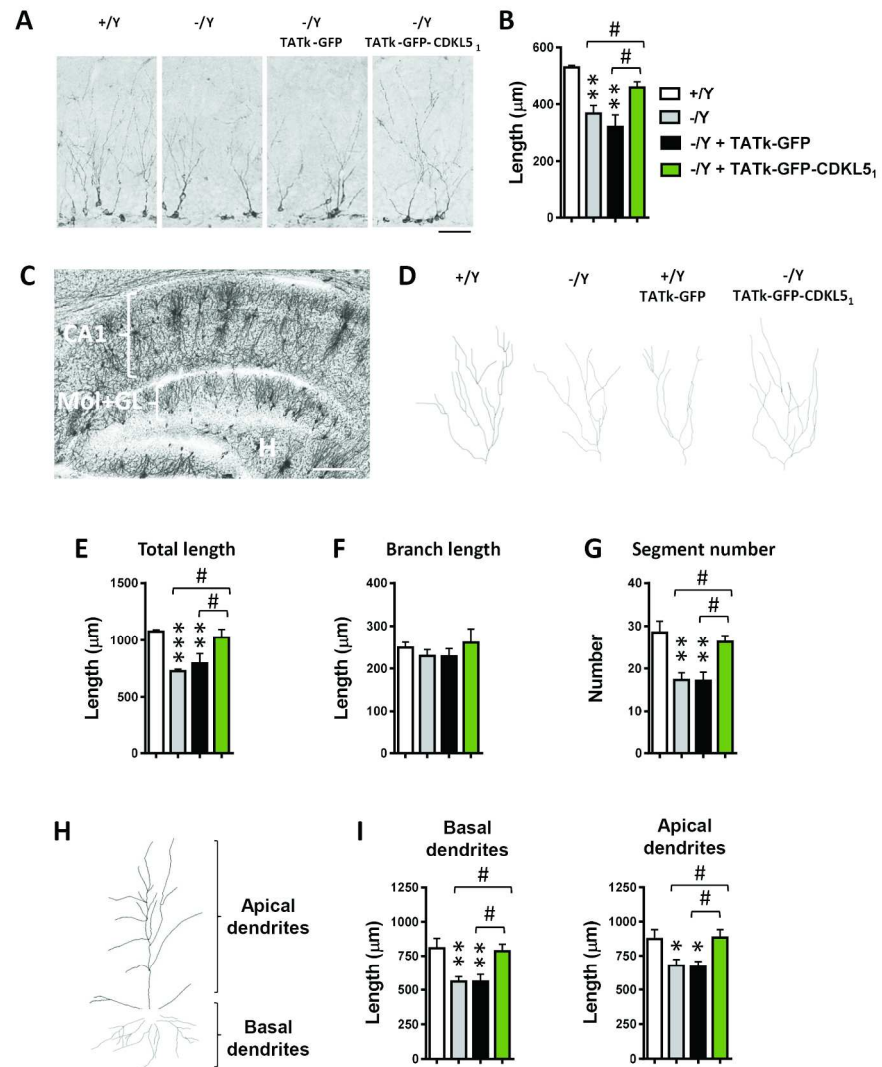 A
+/Y
-/Y
-/Y
TATk-GFP
-/Y
TATk-GFP-CDKL5₁
B
#
#
600
400
200
0
Length (µm)
**
**
+/Y
-/Y
-/Y + TATk-GFP
-/Y + TATk-GFP-CDKL5₁
C
CA1
Mol+GL
H
D
+/Y
-/Y
+/Y
TATk-GFP
-/Y
TATk-GFP-CDKL5₁
E
Total length
#
#
1500
1000
500
0
Length (µm)
***
**
F
Branch length
400
300
200
100
0
Length (µm)
G
Segment number
#
#
40
30
20
10
0
Number
**
**
H
Apical
dendrites
Basal
dendrites
I
Basal
dendrites
#
#
1250
1000
750
500
250
0
Length (µm)
**
**
Apical
dendrites
#
#
1250
1000
750
500
250
0
Length (µm)
*
*